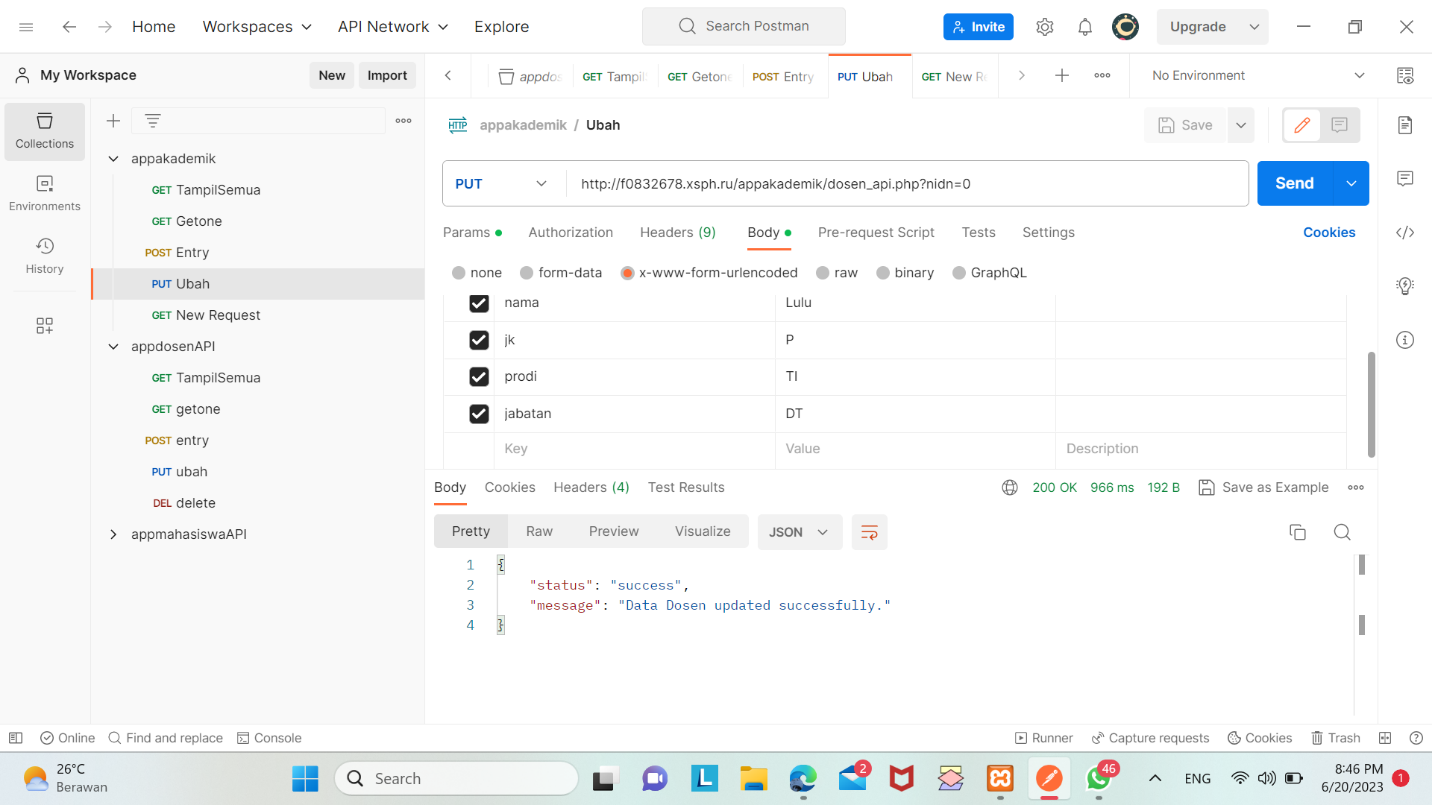 Home Workspaces API Network Explore Search Postman Invite Upgrade
My Workspace New Import appdos GET Tampil GET Getone POST Entry PUT Ubah GET New R No Environment
Collections
Environments
History
appakademik
GET TampilSemua
GET Getone
POST Entry
PUT Ubah
GET New Request
appdosenAPI
GET TampilSemua
GET getone
POST entry
PUT ubah
DEL delete
appmahasiswaAPI
HTTP appakademik / Ubah Save
PUT http://f0832678.xsph.ru/appakademik/dosen_api.php?nidn=0 Send
Params Authorization Headers (9) Body Pre-request Script Tests Settings Cookies
none form-data x-www-form-urlencoded raw binary GraphQL
nama Lulu
jk P
prodi TI
jabatan DT
Key Value Description
Body Cookies Headers (4) Test Results 200 OK 966 ms 192 B Save as Example
Pretty Raw Preview Visualize JSON
1 {
2 "status": "success",
3 "message": "Data Dosen updated successfully."
4 }
Online Find and replace Console Runner Capture requests Cookies Trash
26°C
Berawan
Search
L
2
46
ENG
8:46 PM
6/20/2023
1